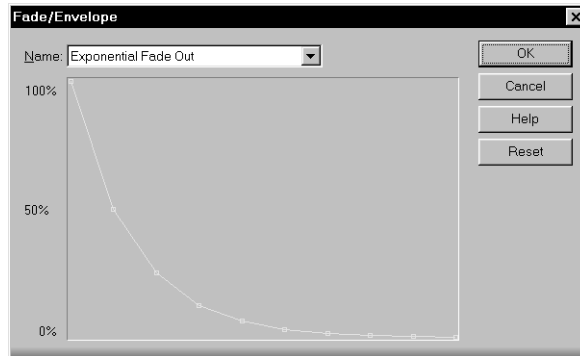 Fade/Envelope
Name: Exponential Fade Out
OK
100%
Cancel
Help
Reset
50%
0%